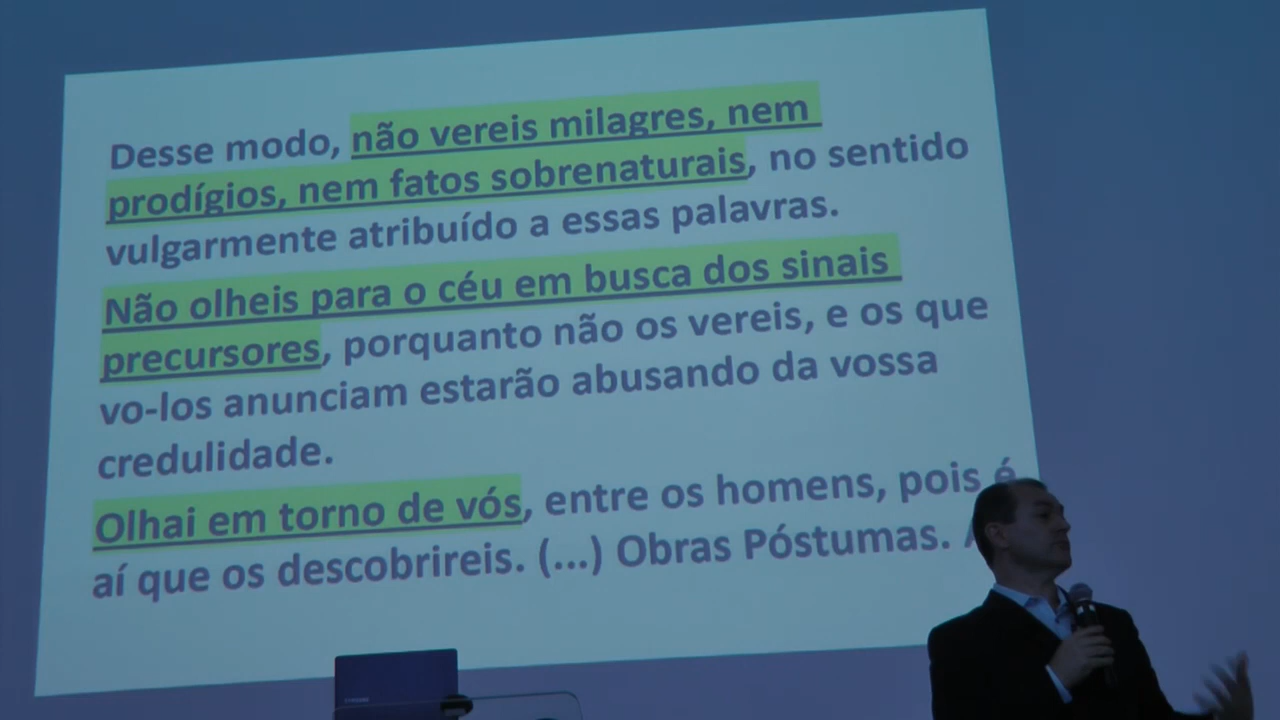 Desse modo, não vereis milagres, nem
prodígios, nem fatos sobrenaturais, no sentido
vulgarmente atribuído a essas palavras.
Não olheis para o céu em busca dos sinais
precursores, porquanto não os vereis, e os que
vo-los anunciam estarão abusando da vossa
credulidade.
Olhai em torno de vós, entre os homens, pois é
aí que os descobrireis. (...) Obras Póstumas.